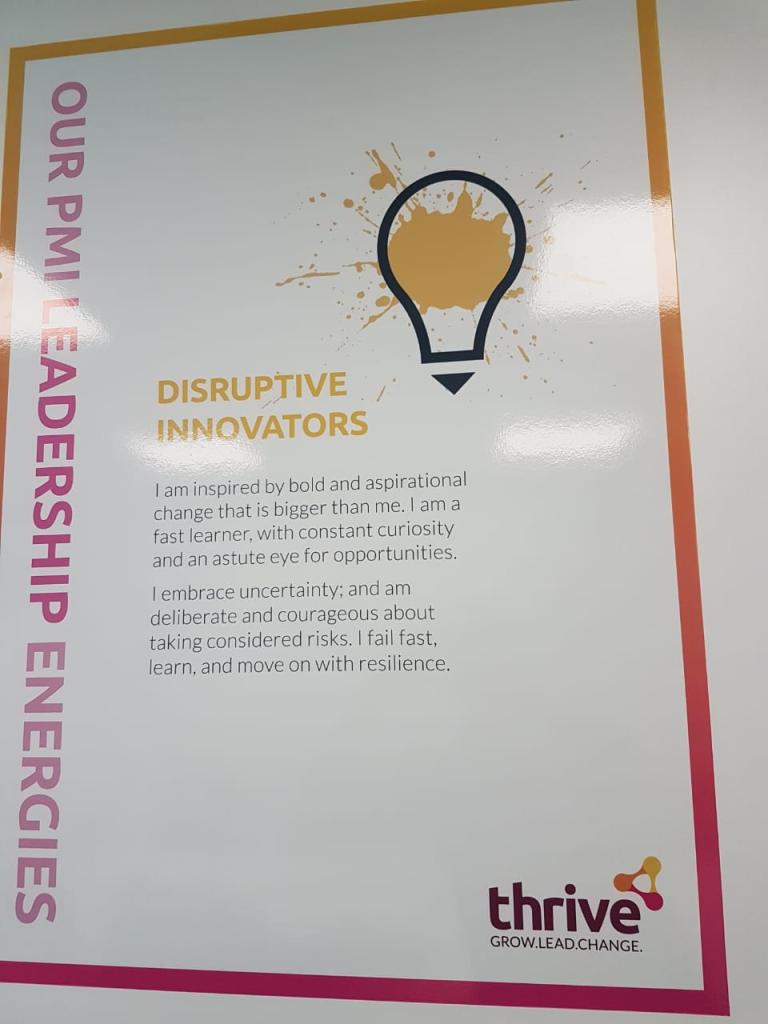 OUR PMI LEADERSHIP ENERGIES
DISRUPTIVE
INNOVATORS
I am inspired by bold and aspirational
change that is bigger than me. I am a
fast learner, with constant curiosity
and an astute eye for opportunities.
I embrace uncertainty; and am
deliberate and courageous about
taking considered risks. I fail fast,
learn, and move on with resilience.
thrive
GROW.LEAD.CHANGE.